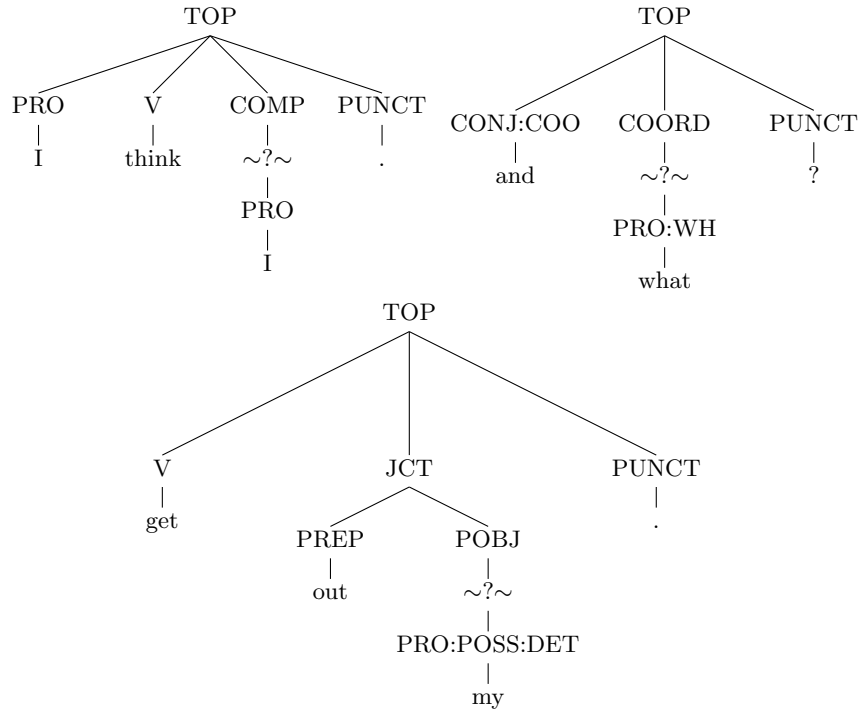 TOP
PRO V COMP PUNCT
I think ~?~ .
PRO
I
TOP
CONJ:COO COORD PUNCT
and ~?~ ?
PRO:WH
what
TOP
V JCT PUNCT
get .
PREP POBJ
out ~?~
PRO:POSS:DET
my